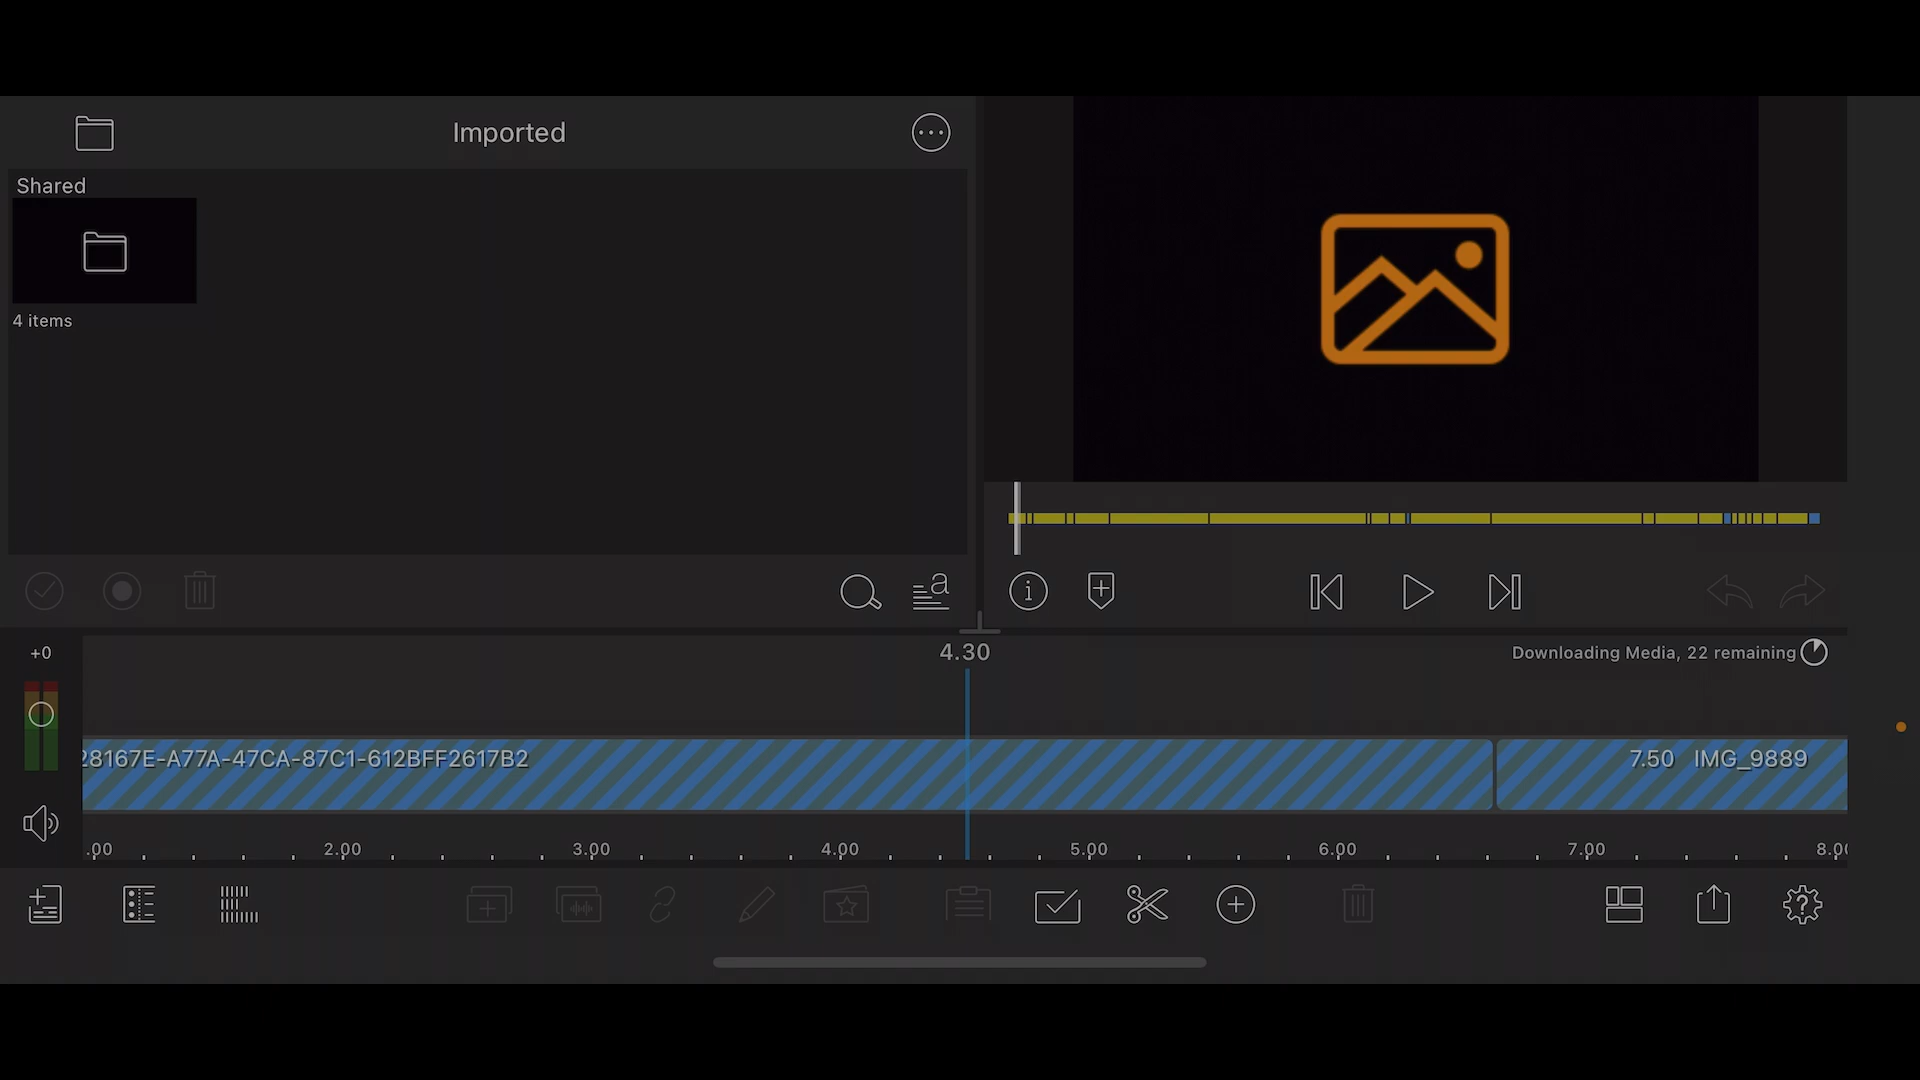 Imported
Shared
4 items
+0
4.30
Downloading Media, 22 remaining
28167E-A77A-47CA-87C1-612BFF2617B2
7.50 IMG_9889
.00 2.00 3.00 4.00 5.00 6.00 7.00 8.00